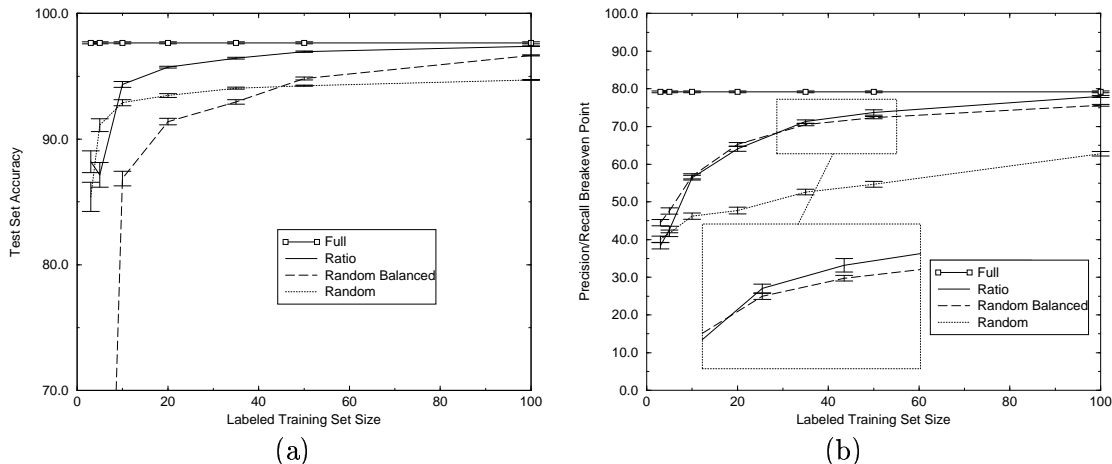 100.0
90.0
80.0
70.0
Test Set Accuracy
0 20 40 60 80 100
Labeled Training Set Size
Full
Ratio
Random Balanced
Random
(a)
100.0
90.0
80.0
70.0
60.0
50.0
40.0
30.0
20.0
10.0
0.0
Precision/Recall Breakeven Point
0 20 40 60 80 100
Labeled Training Set Size
Full
Ratio
Random Balanced
Random
(b)